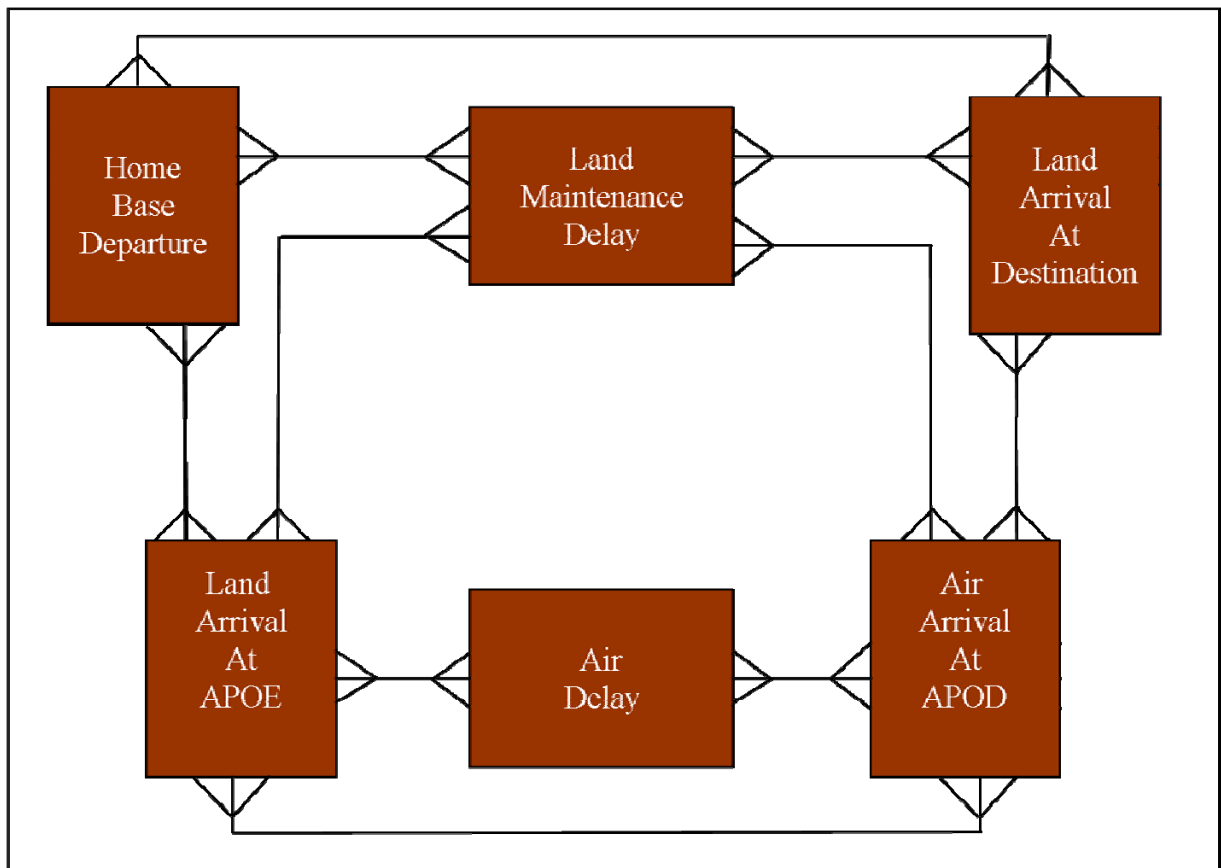 Home
Base
Departure
Land
Maintenance
Delay
Land
Arrival
At
Destination
Land
Arrival
At
APOE
Air
Delay
Air
Arrival
At
APOD